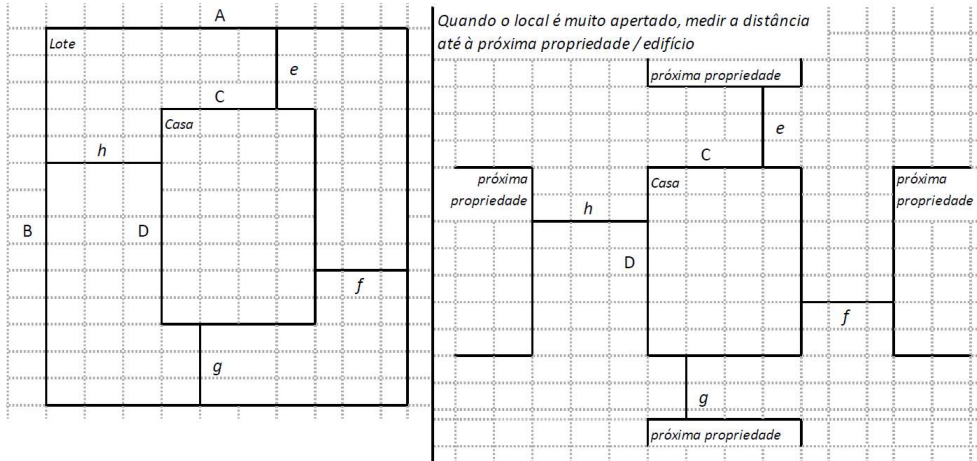 A
Lote
e
C
Casa
h
B
D
f
g
Quando o local é muito apertado, medir a distância
até à próxima propriedade / edifício
próxima propriedade
e
C
próxima
propriedade
Casa
próxima
propriedade
h
D
f
g
próxima propriedade